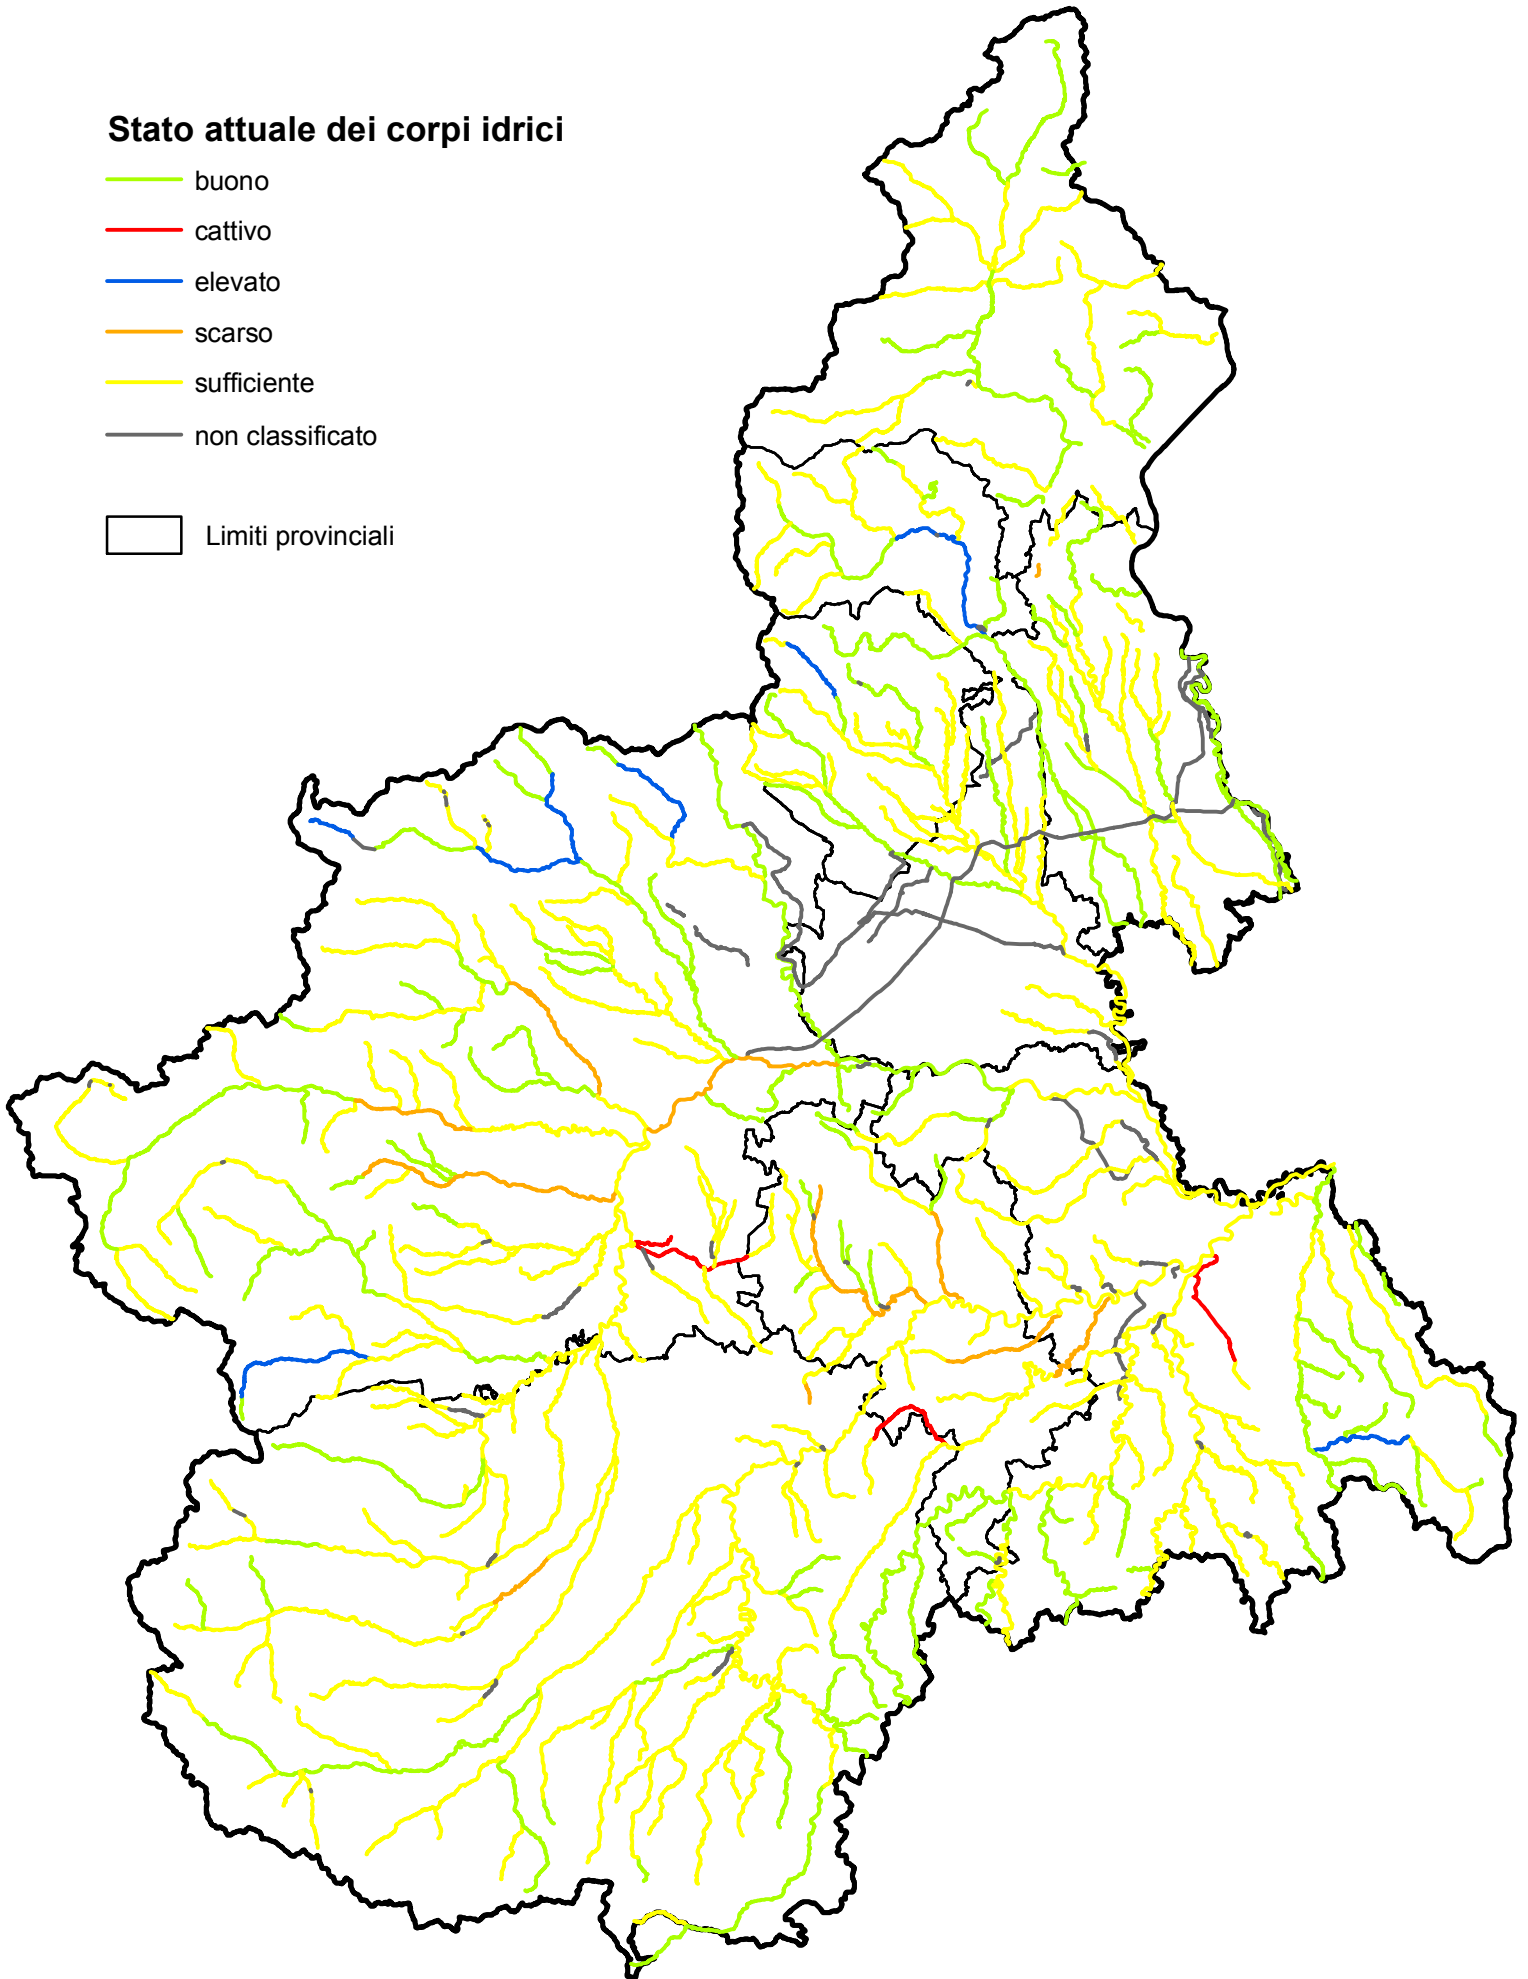 Stato attuale dei corpi idrici
buono
cattivo
elevato
scarso
sufficiente
non classificato
Limiti provinciali